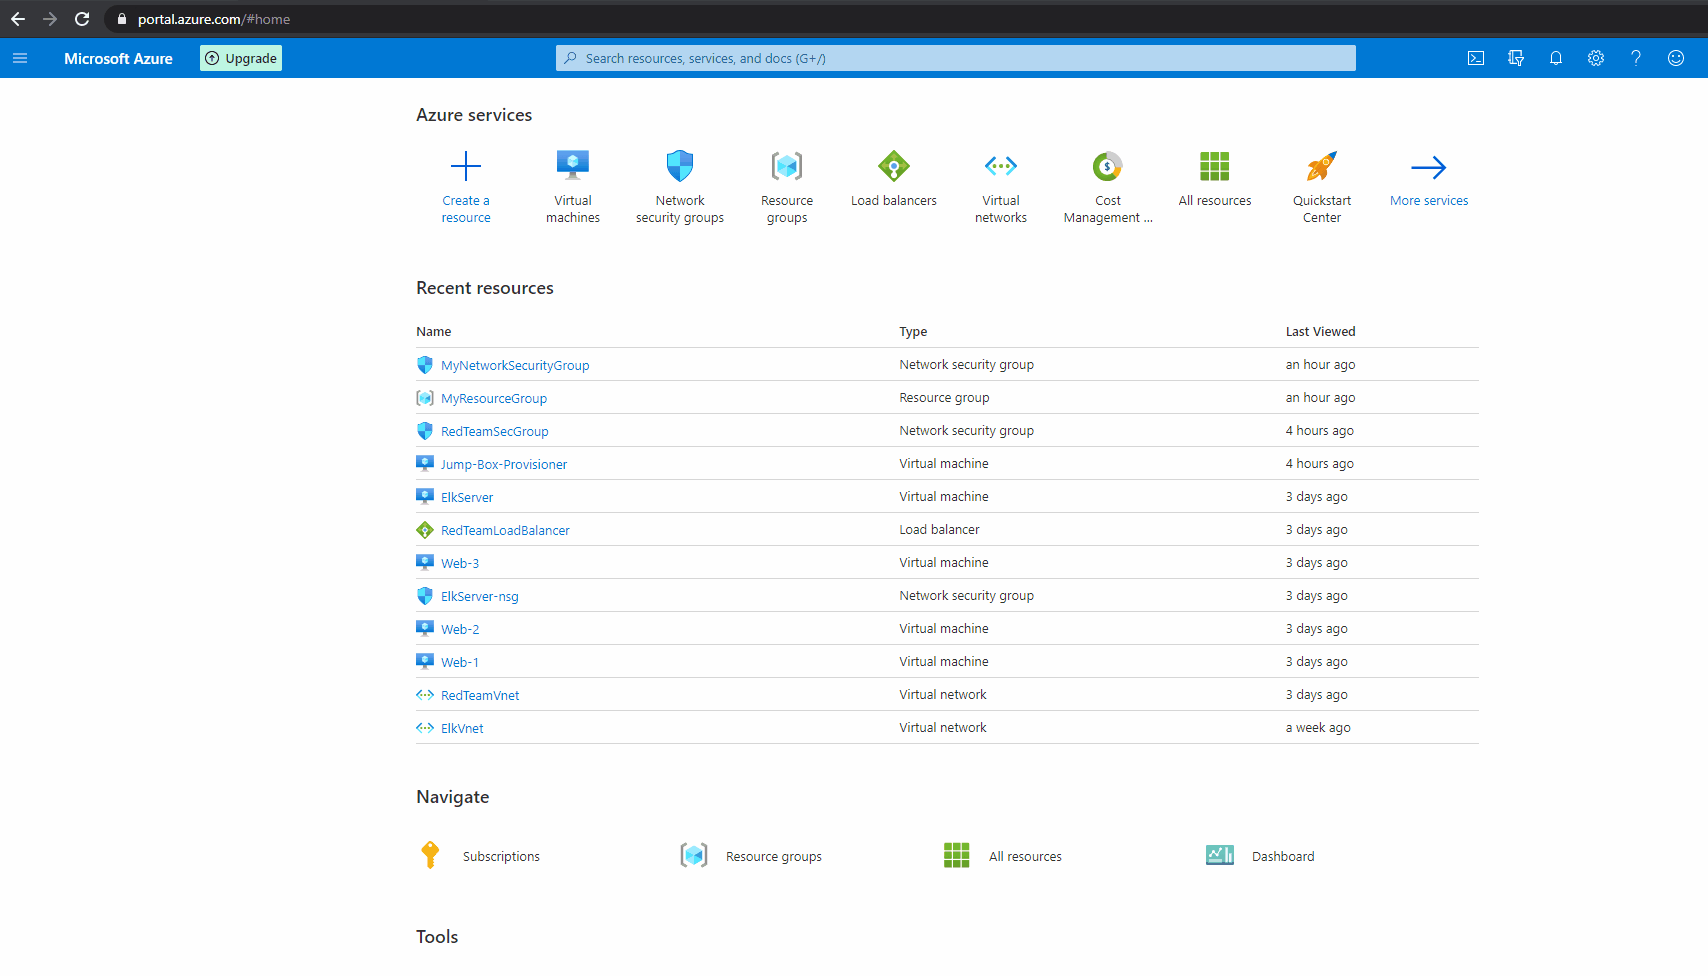 portal.azure.com/#home
Microsoft Azure
Upgrade
Search resources, services, and docs (G+/)
Azure services
Create a resource
Virtual machines
Network security groups
Resource groups
Load balancers
Virtual networks
Cost Management ...
All resources
Quickstart Center
More services
Recent resources
Name Type Last Viewed
MyNetworkSecurityGroup Network security group an hour ago
MyResourceGroup Resource group an hour ago
RedTeamSecGroup Network security group 4 hours ago
Jump-Box-Provisioner Virtual machine 4 hours ago
ElkServer Virtual machine 3 days ago
RedTeamLoadBalancer Load balancer 3 days ago
Web-3 Virtual machine 3 days ago
ElkServer-nsg Network security group 3 days ago
Web-2 Virtual machine 3 days ago
Web-1 Virtual machine 3 days ago
RedTeamVnet Virtual network 3 days ago
ElkVnet Virtual network a week ago
Navigate
Subscriptions Resource groups All resources Dashboard
Tools